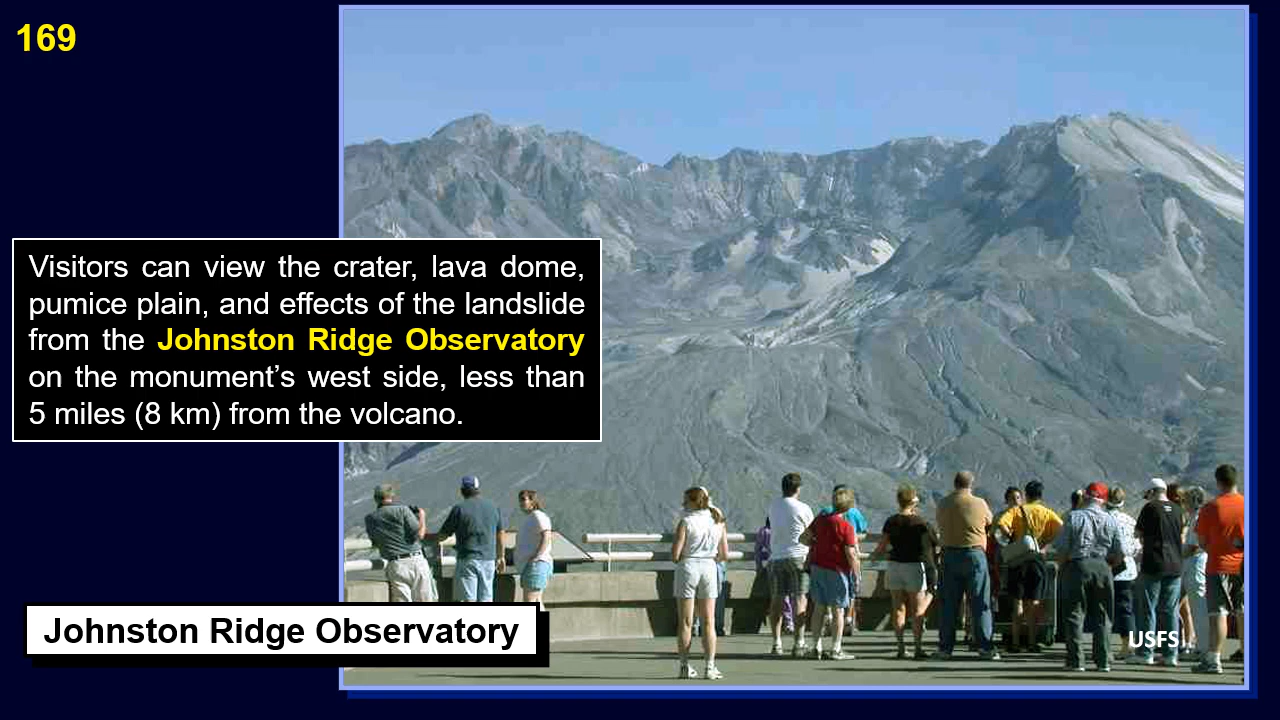 169
Visitors can view the crater, lava dome,
pumice plain, and effects of the landslide
from the Johnston Ridge Observatory
on the monument’s west side, less than
5 miles (8 km) from the volcano.
Johnston Ridge Observatory
USFS